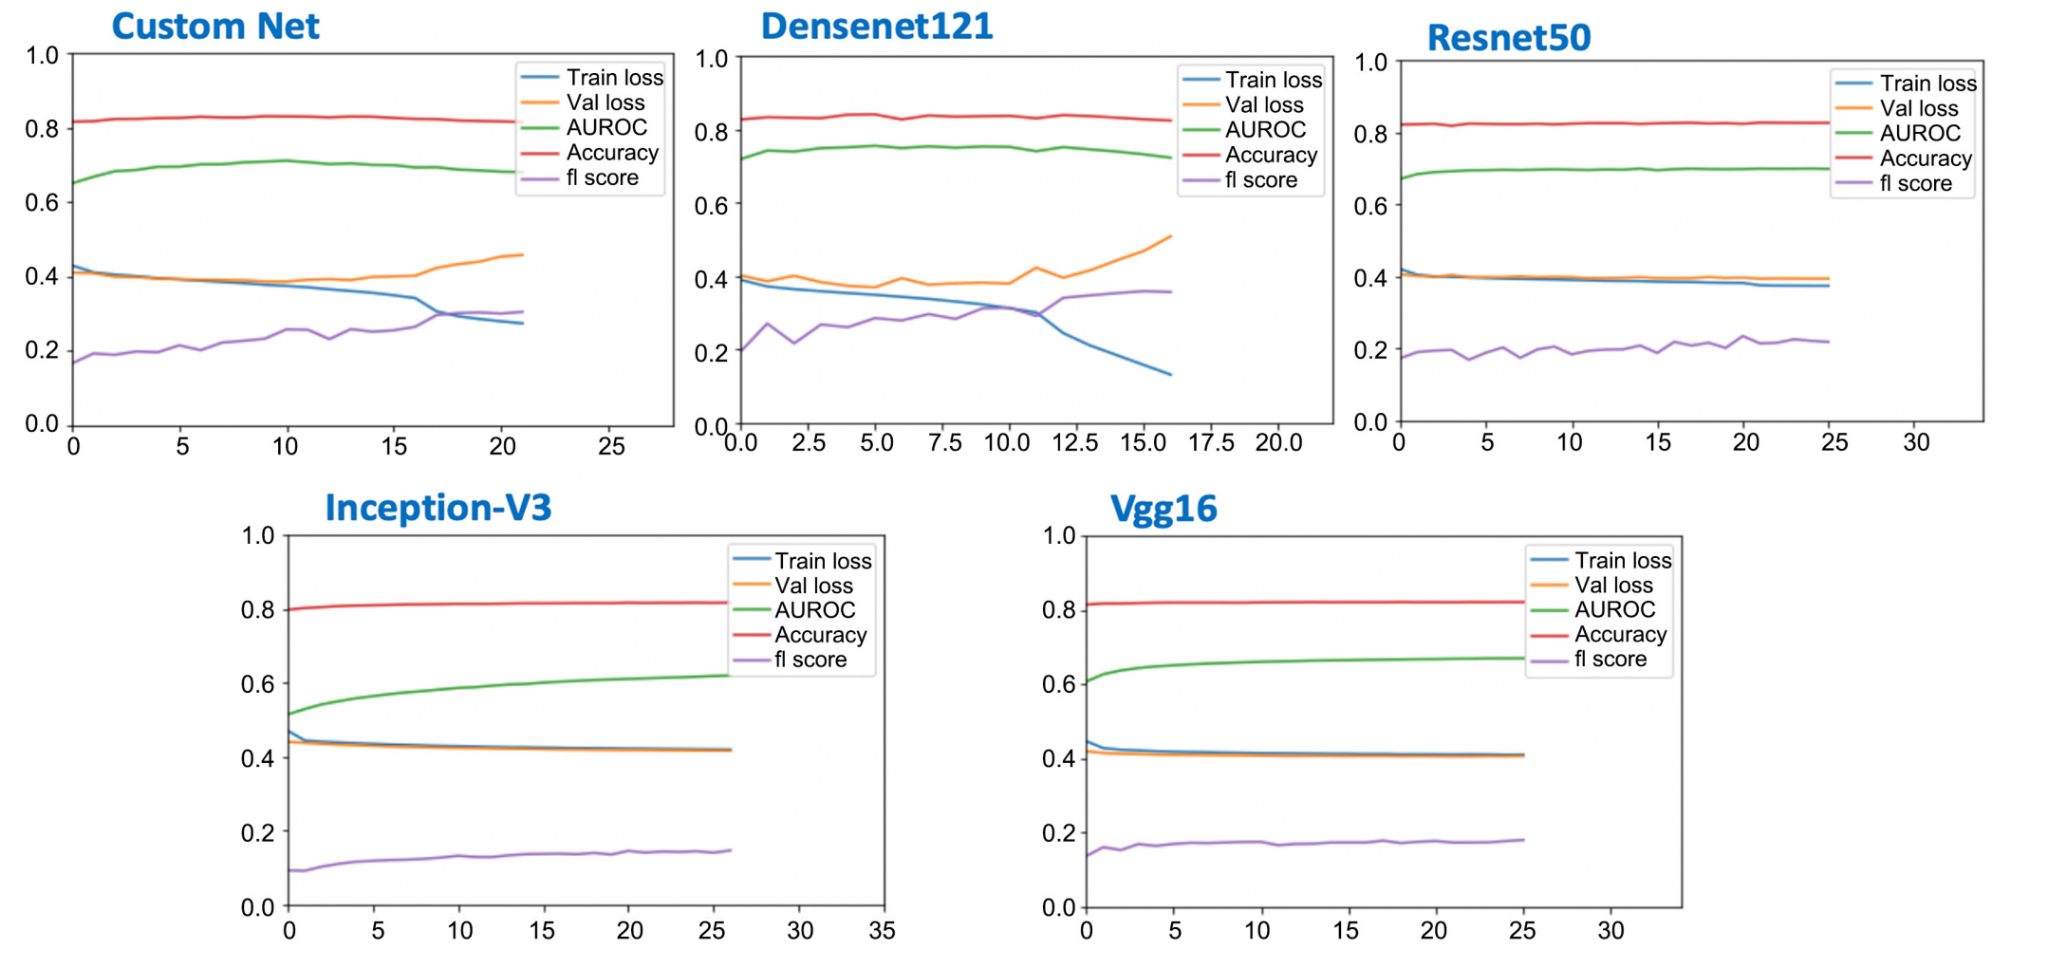 Custom Net
1.0
0.8
0.6
0.4
0.2
0.0
0 5 10 15 20 25
Train loss
Val loss
AUROC
Accuracy
fl score
Densenet121
1.0
0.8
0.6
0.4
0.2
0.0
0.0 2.5 5.0 7.5 10.0 12.5 15.0 17.5 20.0
Train loss
Val loss
AUROC
Accuracy
fl score
Resnet50
1.0
0.8
0.6
0.4
0.2
0.0
0 5 10 15 20 25 30
Train loss
Val loss
AUROC
Accuracy
fl score
Inception-V3
1.0
0.8
0.6
0.4
0.2
0.0
0 5 10 15 20 25 30 35
Train loss
Val loss
AUROC
Accuracy
fl score
Vgg16
1.0
0.8
0.6
0.4
0.2
0.0
0 5 10 15 20 25 30
Train loss
Val loss
AUROC
Accuracy
fl score